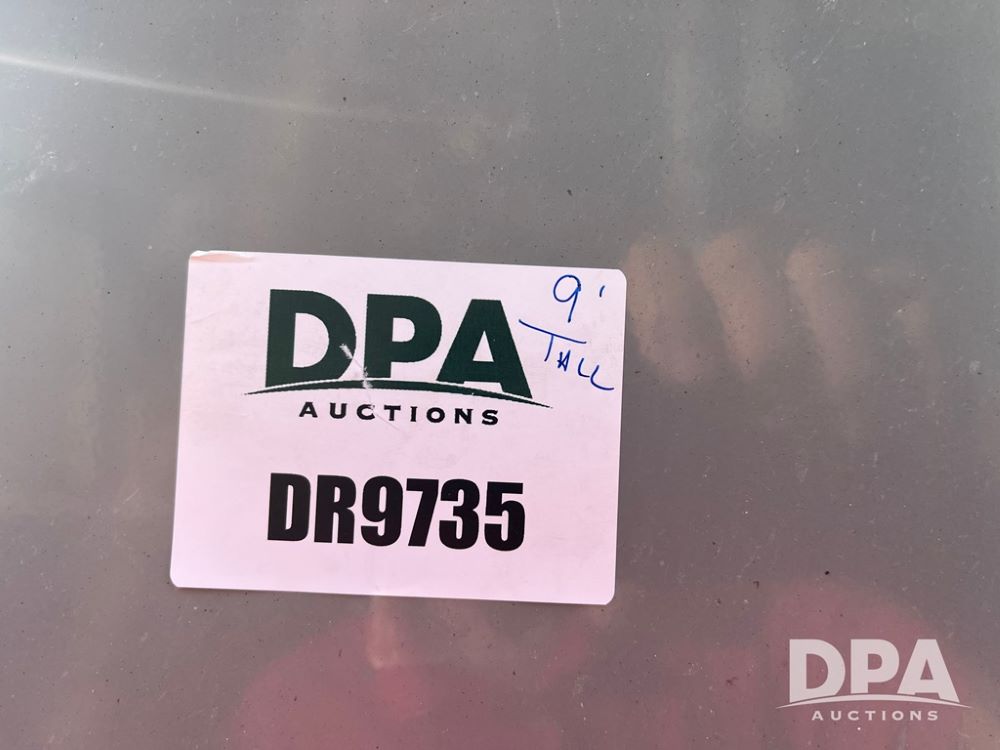 9'
TALL
DPA
AUCTIONS
DR9735
DPA
AUCTIONS